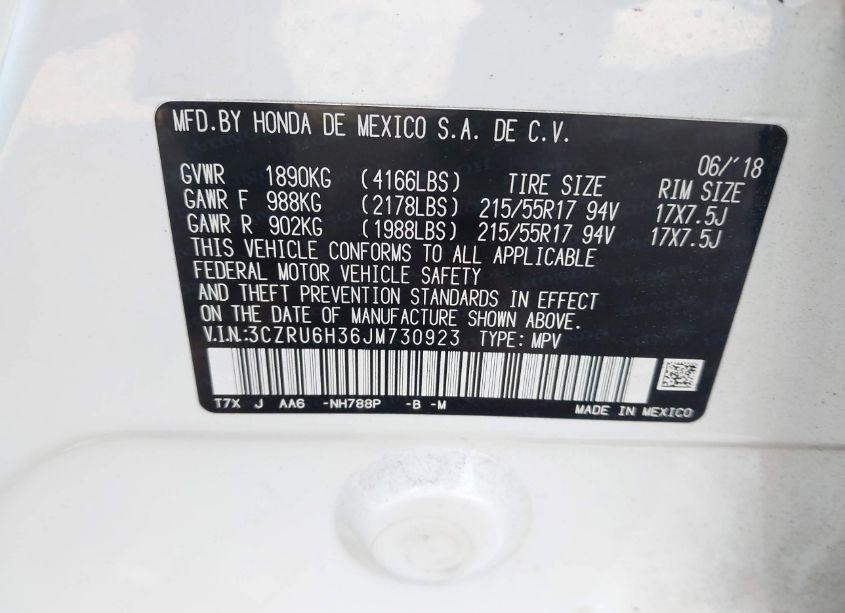 MFD.BY HONDA DE MEXICO S.A. DE C.V.
06/'18
GVWR 1890KG (4166LBS) TIRE SIZE RIM SIZE
GAWR F 988KG (2178LBS) 215/55R17 94V 17X7.5J
GAWR R 902KG (1988LBS) 215/55R17 94V 17X7.5J
THIS VEHICLE CONFORMS TO ALL APPLICABLE
FEDERAL MOTOR VEHICLE SAFETY
AND THEFT PREVENTION STANDARDS IN EFFECT
ON THE DATE OF MANUFACTURE SHOWN ABOVE.
V.I.N.:3CZRU6H36JM730923 TYPE: MPV
T7X J AA6 -NH788P -B -M
MADE IN MEXICO